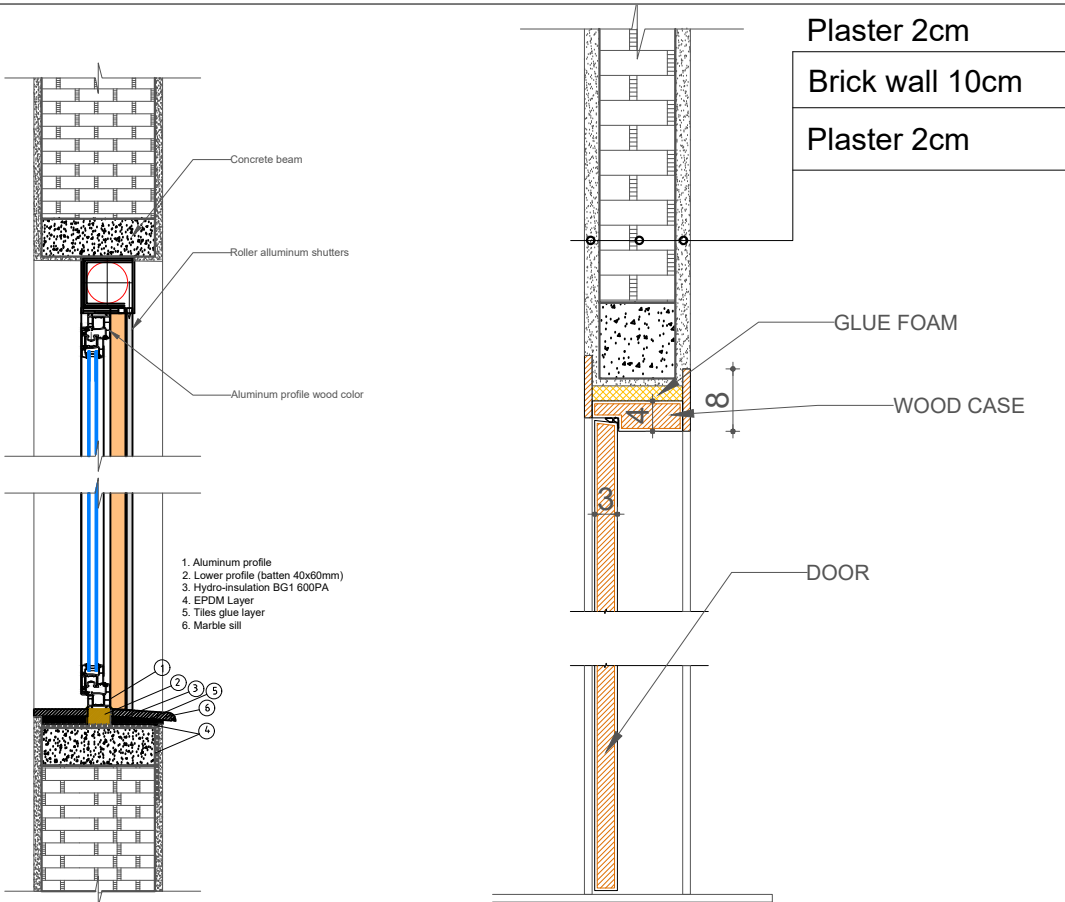 Concrete beam
Roller alluminum shutters
Aluminum profile wood color
1. Aluminum profile
2. Lower profile (batten 40x60mm)
3. Hydro-insulation BG1 600PA
4. EPDM Layer
5. Tiles glue layer
6. Marble sill
1
2
3
5
6
4
Plaster 2cm
Brick wall 10cm
Plaster 2cm
GLUE FOAM
WOOD CASE
4
8
3
DOOR